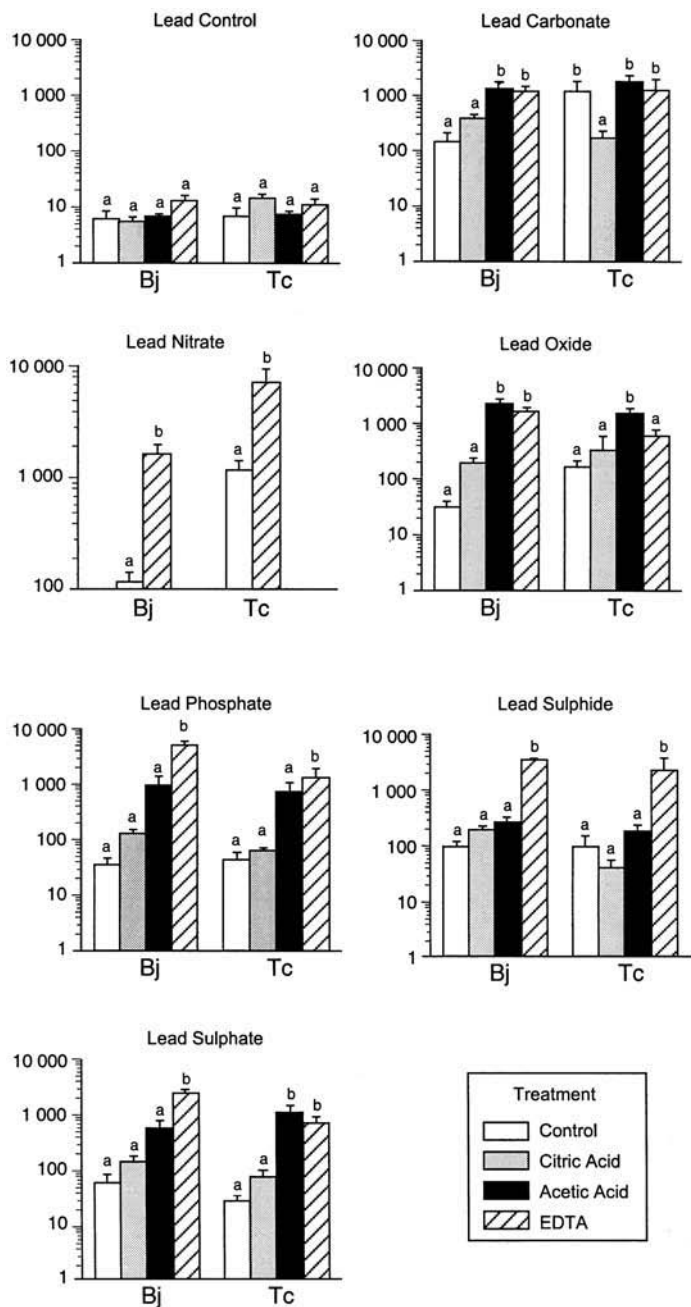 Lead Control
10 000
1 000
100
10
1
a a a a a a a a
Bj Tc
Lead Carbonate
10 000
1 000
100
10
1
a a b b b a b b
Bj Tc
Lead Nitrate
10 000
1 000
100
a b a b
Bj Tc
Lead Oxide
10 000
1 000
100
10
1
a a b b a a b a
Bj Tc
Lead Phosphate
10 000
1 000
100
10
1
a a a b a a a b
Bj Tc
Lead Sulphide
10 000
1 000
100
10
1
a a a b a a a b
Bj Tc
Lead Sulphate
10 000
1 000
100
10
1
a a a b a a b b
Bj Tc
Treatment
Control
Citric Acid
Acetic Acid
EDTA